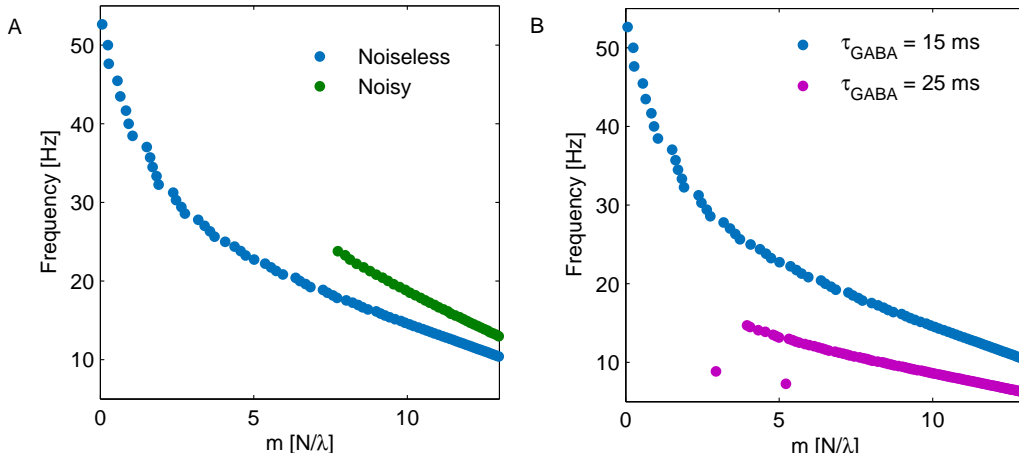 A
50
40
30
20
10
0
5
10
Frequency [Hz]
m [N/λ]
Noiseless
Noisy
B
50
40
30
20
10
0
5
10
Frequency [Hz]
m [N/λ]
τGABA = 15 ms
τGABA = 25 ms